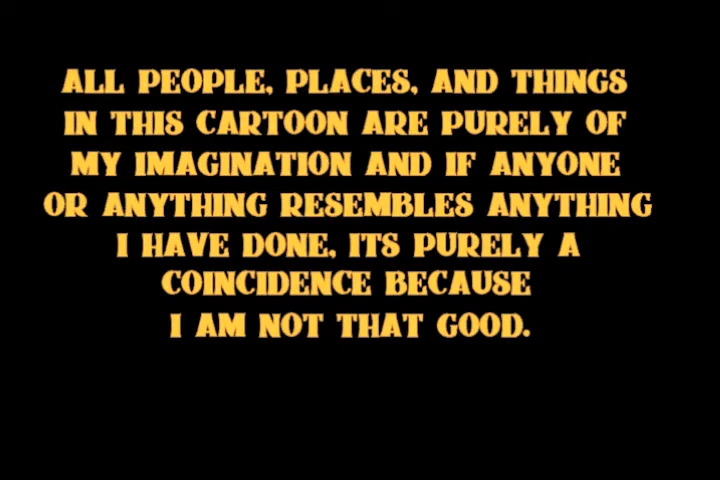 ALL PEOPLE, PLACES, AND THINGS
IN THIS CARTOON ARE PURELY OF
MY IMAGINATION AND IF ANYONE
OR ANYTHING RESEMBLES ANYTHING
I HAVE DONE, ITS PURELY A
COINCIDENCE BECAUSE
I AM NOT THAT GOOD.